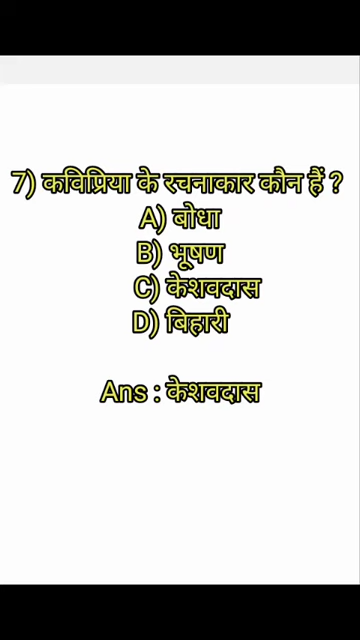 7) कविप्रिया के रचनाकार कौन हैं ?
A) बोधा
B) भूषण
C) केशवदास
D) बिहारी
Ans : केशवदास